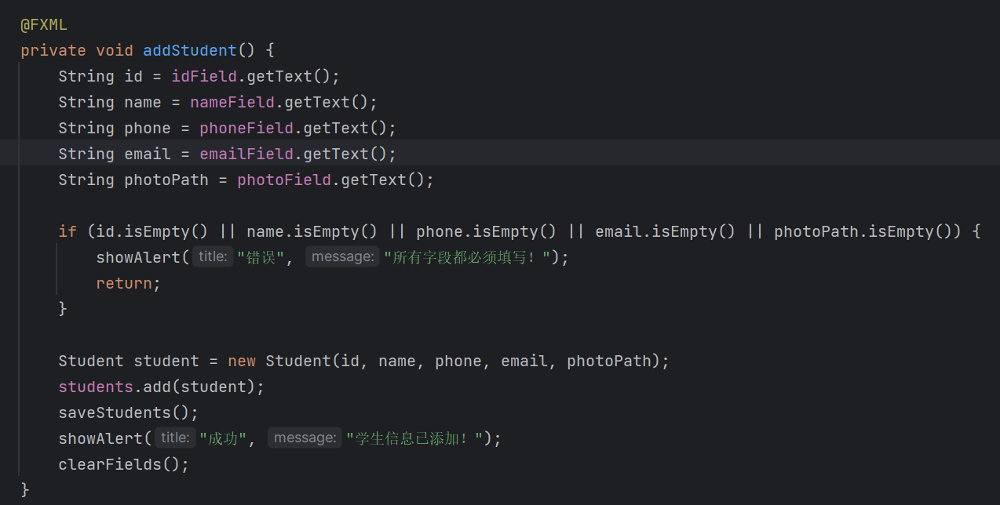 @FXML
private void addStudent() {
    String id = idField.getText();
    String name = nameField.getText();
    String phone = phoneField.getText();
    String email = emailField.getText();
    String photoPath = photoField.getText();

    if (id.isEmpty() || name.isEmpty() || phone.isEmpty() || email.isEmpty() || photoPath.isEmpty()) {
        showAlert( title: "错误",  message: "所有字段都必须填写！");
        return;
    }

    Student student = new Student(id, name, phone, email, photoPath);
    students.add(student);
    saveStudents();
    showAlert( title: "成功",  message: "学生信息已添加！");
    clearFields();
}